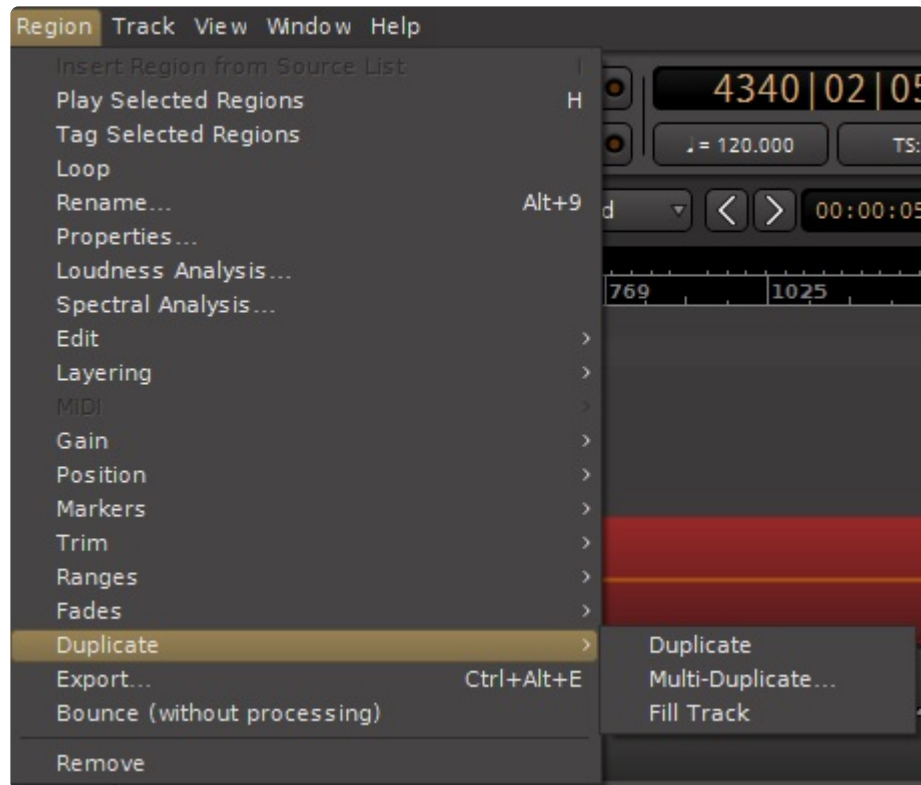 Region Track View Window Help
Insert Region from Source List I
Play Selected Regions H
Tag Selected Regions
Loop
Rename... Alt+9
Properties...
Loudness Analysis...
Spectral Analysis...
Edit >
Layering >
MIDI >
Gain >
Position >
Markers >
Trim >
Ranges >
Fades >
Duplicate >
Export... Ctrl+Alt+E
Bounce (without processing)
Remove
Duplicate
Multi-Duplicate...
Fill Track
4340|02|05
♩= 120.000 TS:
d 00:00:05
769 1025